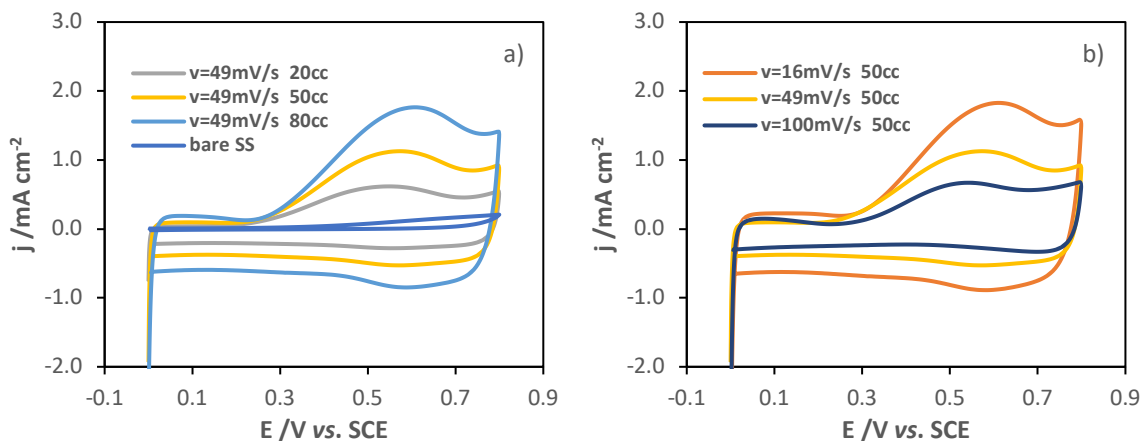 3.0
2.0
1.0
0.0
-1.0
-2.0
j /mA cm⁻²
a)
v=49mV/s 20cc
v=49mV/s 50cc
v=49mV/s 80cc
bare SS
-0.1 0.1 0.3 0.5 0.7 0.9
E /V vs. SCE
3.0
2.0
1.0
0.0
-1.0
-2.0
j /mA cm⁻²
b)
v=16mV/s 50cc
v=49mV/s 50cc
v=100mV/s 50cc
-0.1 0.1 0.3 0.5 0.7 0.9
E /V vs. SCE